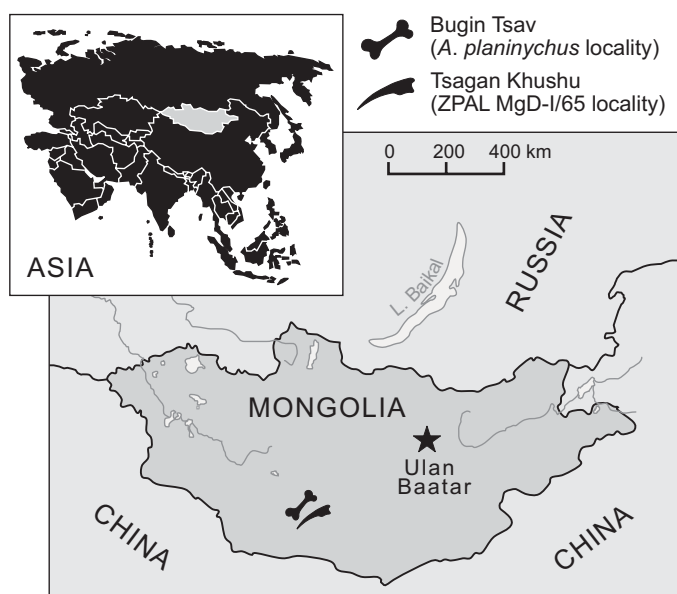 Bugin Tsav
(A. planinychus locality)
Tsagan Khushu
(ZPAL MgD-I/65 locality)
0 200 400 km
ASIA
L. Baikal
RUSSIA
MONGOLIA
Ulan
Baatar
CHINA
CHINA